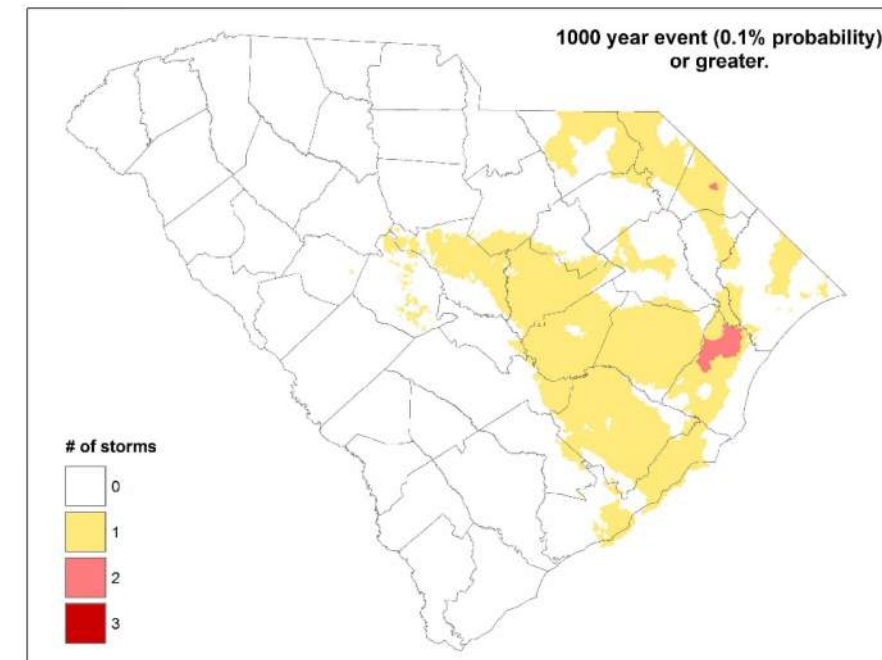 1000 year event (0.1% probability)
or greater.
# of storms
0
1
2
3